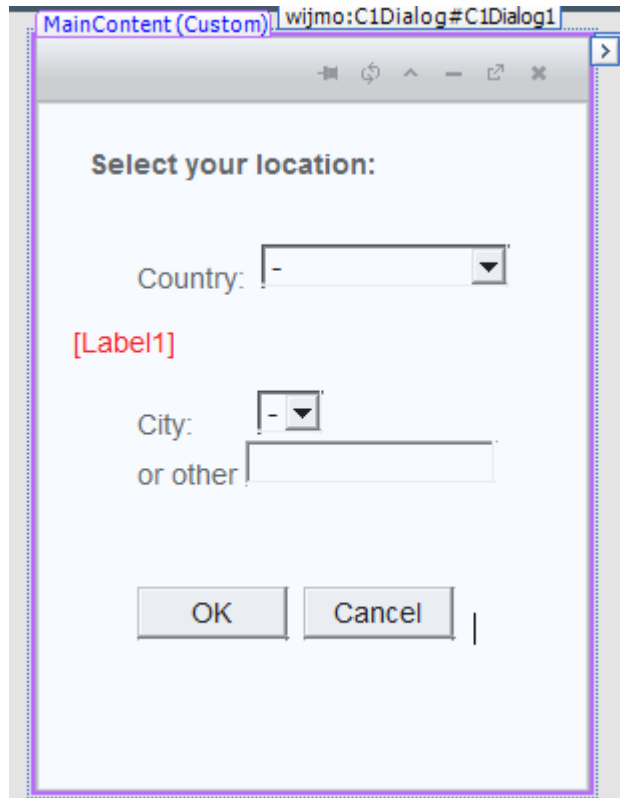 MainContent (Custom) wijmo:C1Dialog#C1Dialog1
Select your location:
Country: -
[Label1]
City: -
or other
OK Cancel